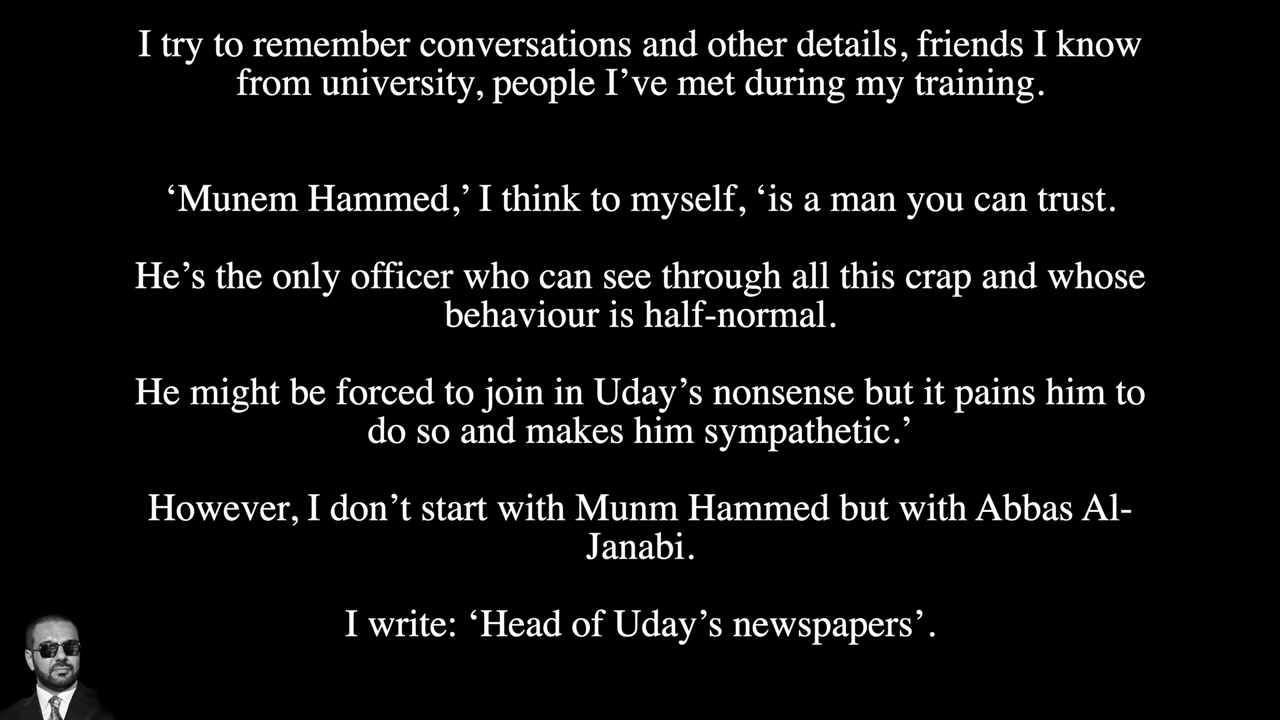 I try to remember conversations and other details, friends I know
from university, people I’ve met during my training.
‘Munem Hammed,’ I think to myself, ‘is a man you can trust.
He’s the only officer who can see through all this crap and whose
behaviour is half-normal.
He might be forced to join in Uday’s nonsense but it pains him to
do so and makes him sympathetic.’
However, I don’t start with Munm Hammed but with Abbas Al-
Janabi.
I write: ‘Head of Uday’s newspapers’.